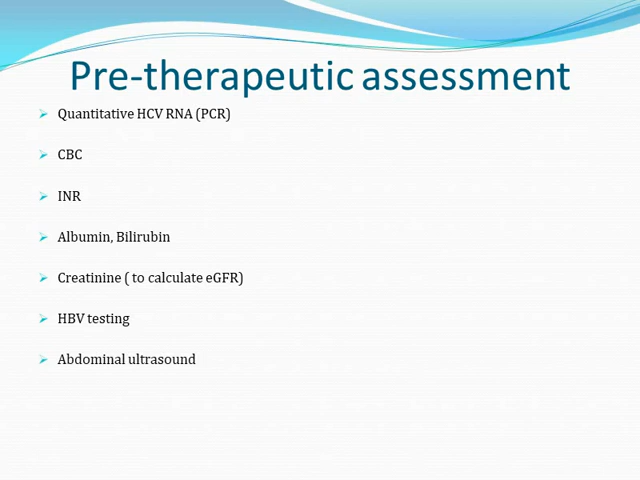 Pre-therapeutic assessment
Quantitative HCV RNA (PCR)
CBC
INR
Albumin, Bilirubin
Creatinine ( to calculate eGFR)
HBV testing
Abdominal ultrasound